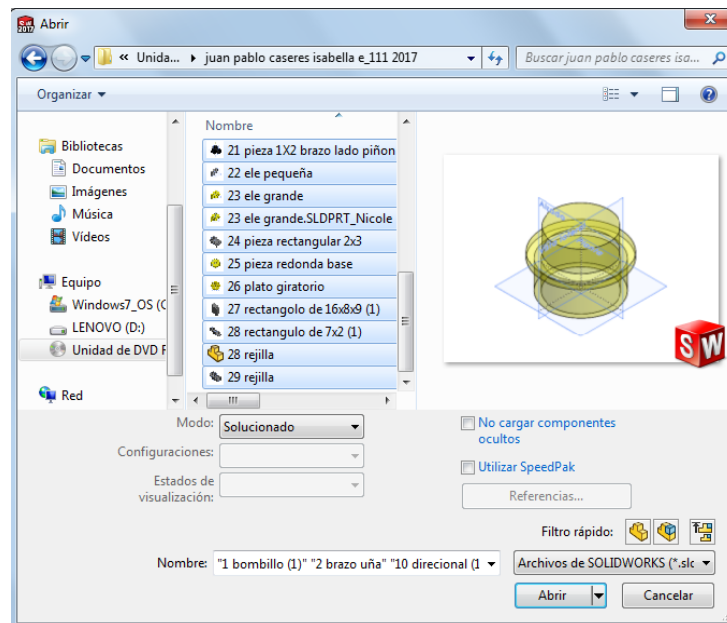 SW
2017
Abrir
« Unida... ▸ juan pablo caseres isabella e_111 2017
Buscar juan pablo caseres isa...
Organizar
Bibliotecas
Documentos
Imágenes
Música
Vídeos
Equipo
Windows7_OS (C
LENOVO (D:)
Unidad de DVD F
Red
Nombre
21 pieza 1X2 brazo lado piñon
22 ele pequeña
23 ele grande
23 ele grande.SLDPRT_Nicole
24 pieza rectangular 2x3
25 pieza redonda base
26 plato giratorio
27 rectangulo de 16x8x9 (1)
28 rectangulo de 7x2 (1)
28 rejilla
29 rejilla
SW
Modo:
Solucionado
Configuraciones:
Estados de
visualización:
No cargar componentes
ocultos
Utilizar SpeedPak
Referencias...
Filtro rápido:
Nombre:
"1 bombillo (1)" "2 brazo uña" "10 direcional (1
Archivos de SOLIDWORKS (*.slc
Abrir
Cancelar